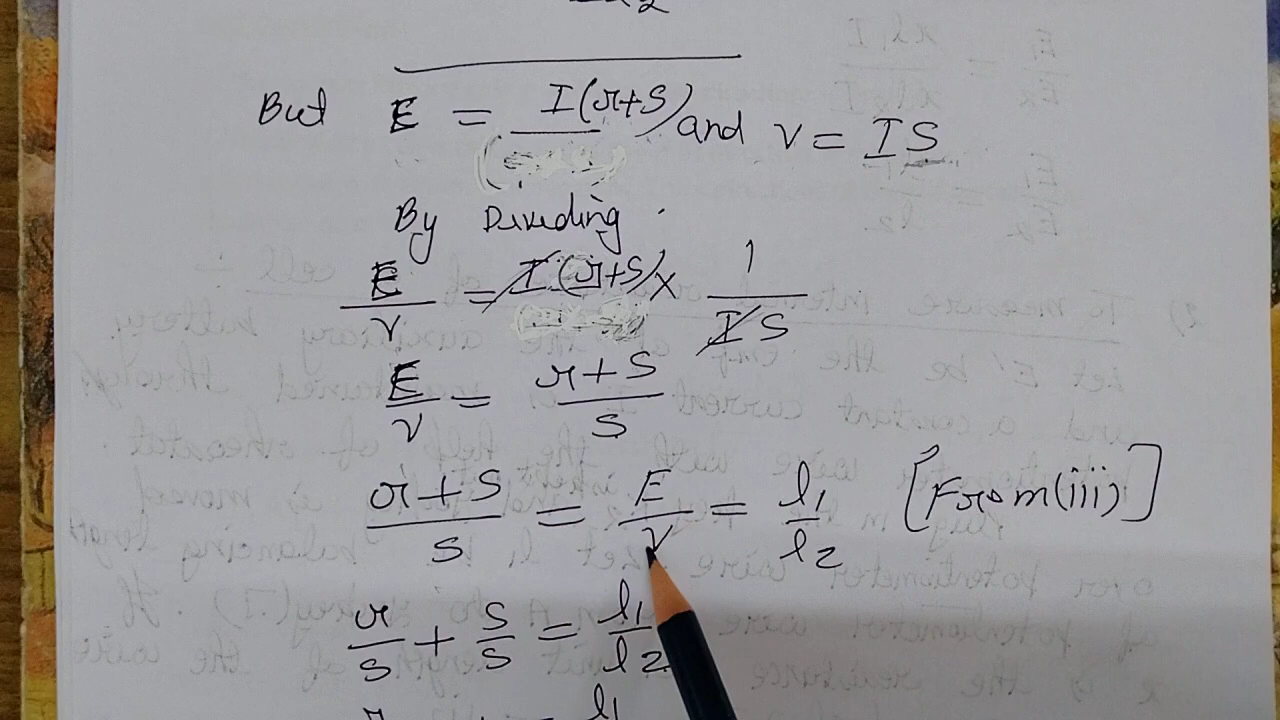 But E = I(r+S) and V = IS
By Dividing
E/V = I(r+S) × 1/IS
E/V = r+S/S
r+S/S = E/V = l1/l2 [From(iii)]
r/S + S/S = l1/l2